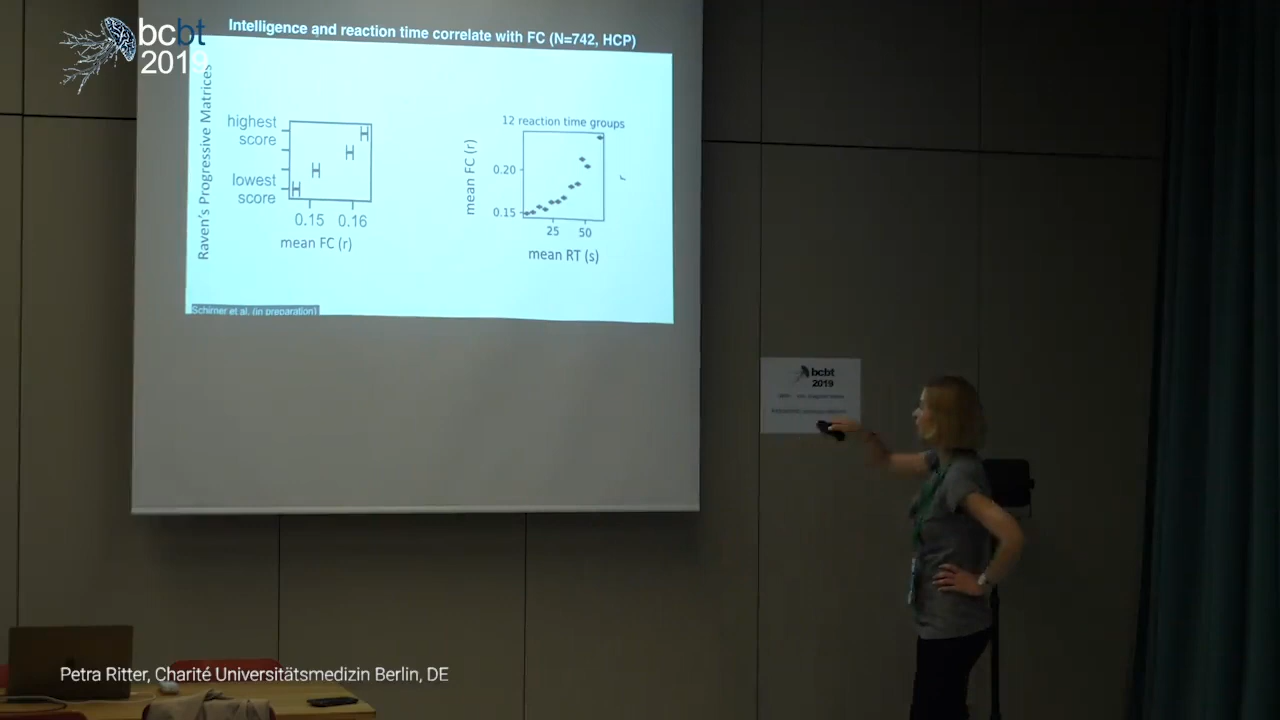 bcbt
2019
Intelligence and reaction time correlate with FC (N=742, HCP)
Raven's Progressive Matrices
highest
score
lowest
score
0.15 0.16
mean FC (r)
12 reaction time groups
mean FC (r)
0.20
0.15
25 50
mean RT (s)
r
Schirner et al. (in preparation)
bcbt
2019
Petra Ritter, Charité Universitätsmedizin Berlin, DE